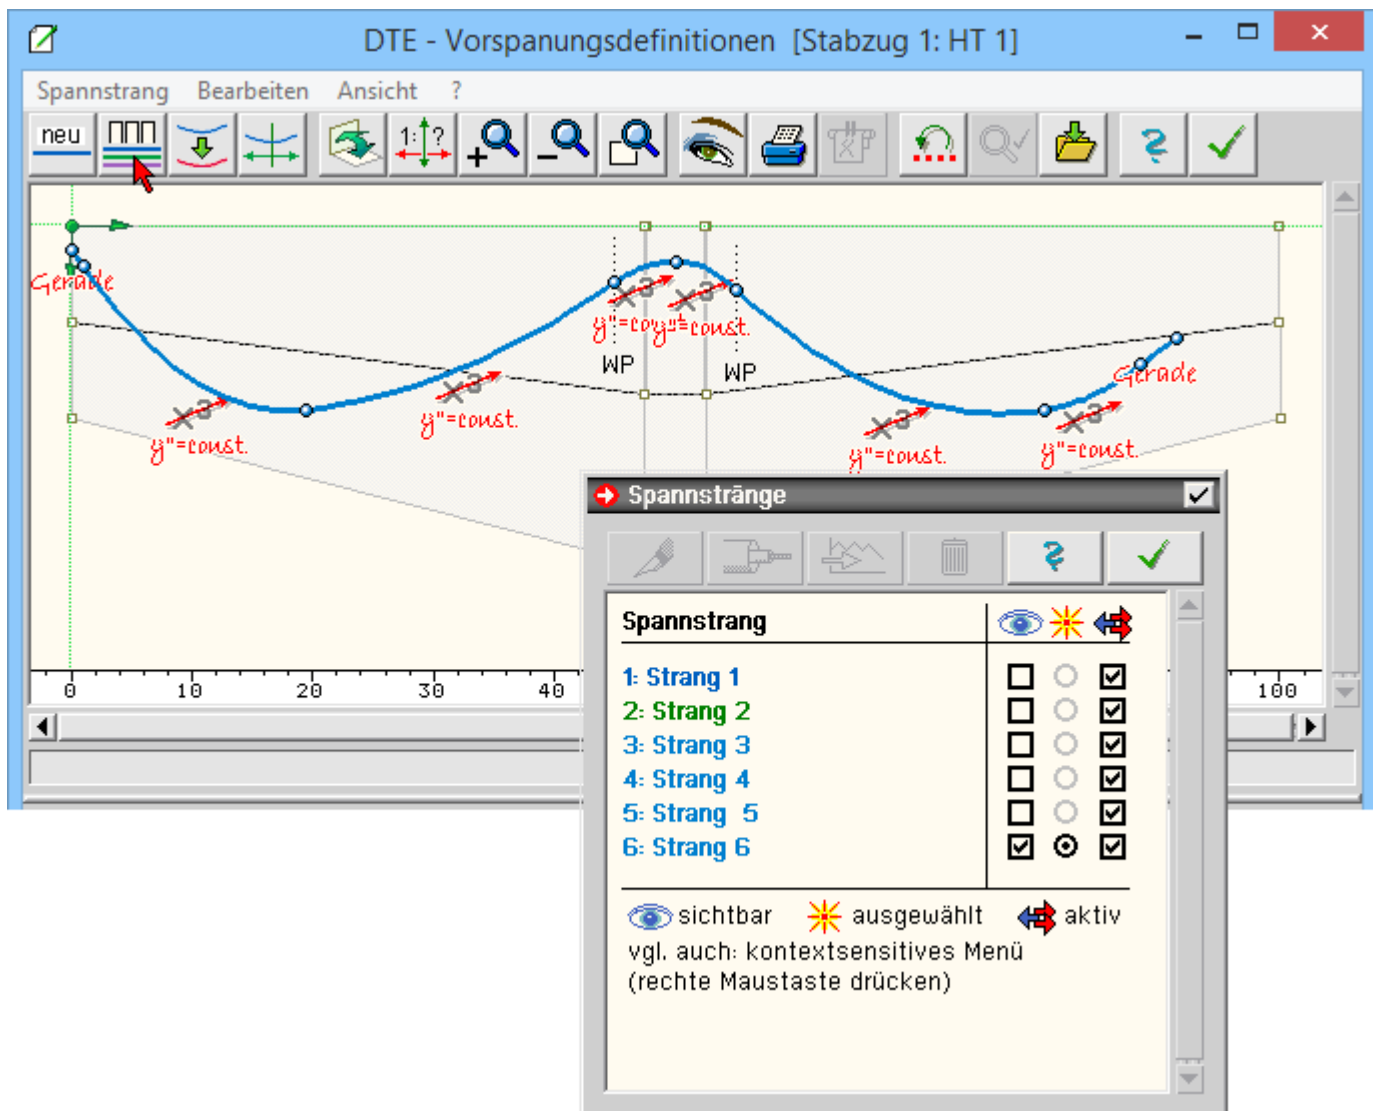 DTE - Vorspanungsdefinitionen [Stabzug 1: HT 1]
Spannstrang Bearbeiten Ansicht ?
neu 1:? + -
Gerade
y"=const. y"=const.
WP WP
y"=const. y"=const.
Gerade
y"=const. y"=const.
0 10 20 30 40 100
Spannstränge
Spannstrang
1: Strang 1
2: Strang 2
3: Strang 3
4: Strang 4
5: Strang 5
6: Strang 6
sichtbar ausgewählt aktiv
vgl. auch: kontextsensitives Menü
(rechte Maustaste drücken)